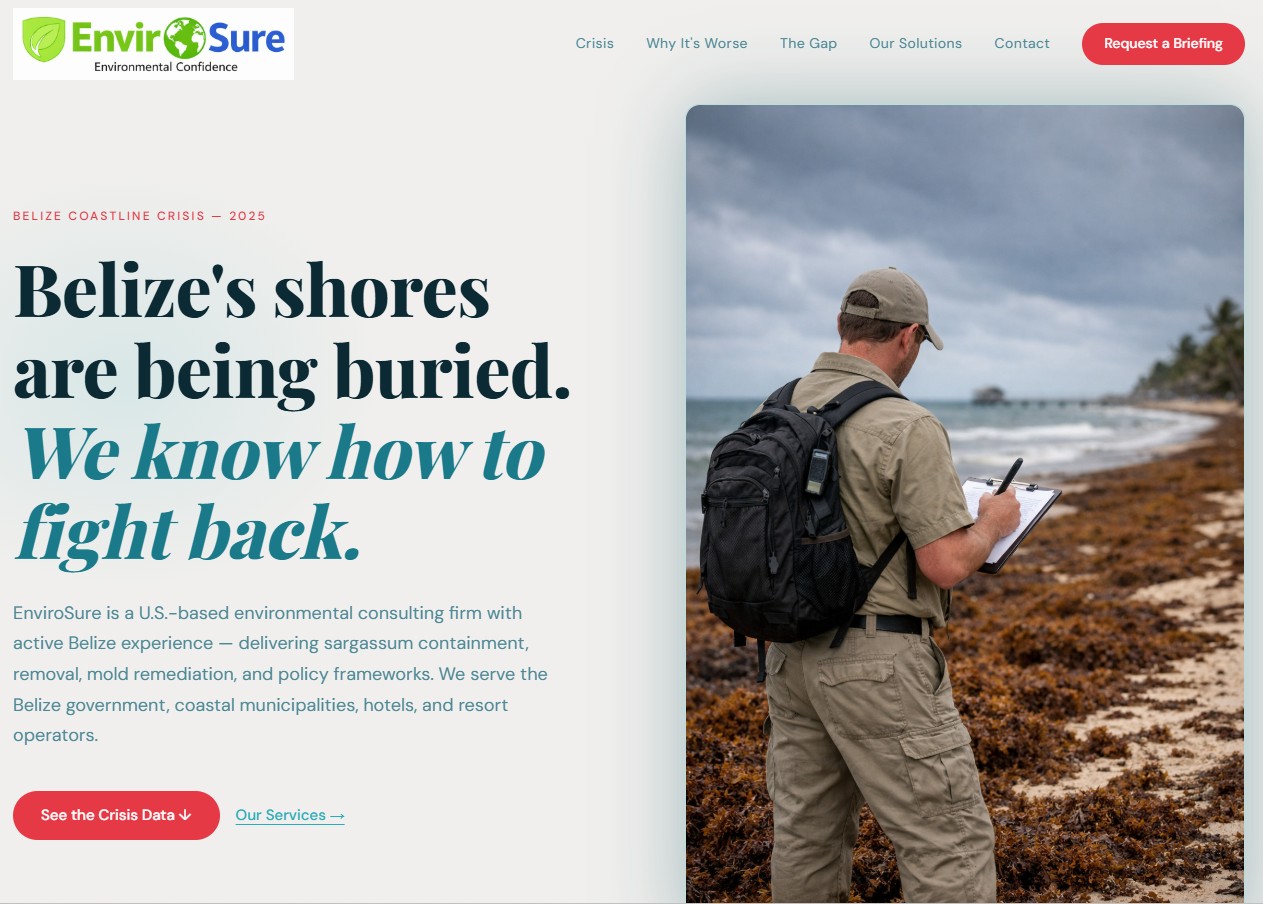 EnviroSure
Environmental Confidence
Crisis Why It's Worse The Gap Our Solutions Contact Request a Briefing
BELIZE COASTLINE CRISIS — 2025
Belize's shores
are being buried.
We know how to
fight back.
EnviroSure is a U.S.-based environmental consulting firm with
active Belize experience — delivering sargassum containment,
removal, mold remediation, and policy frameworks. We serve the
Belize government, coastal municipalities, hotels, and resort
operators.
See the Crisis Data ↓ Our Services →